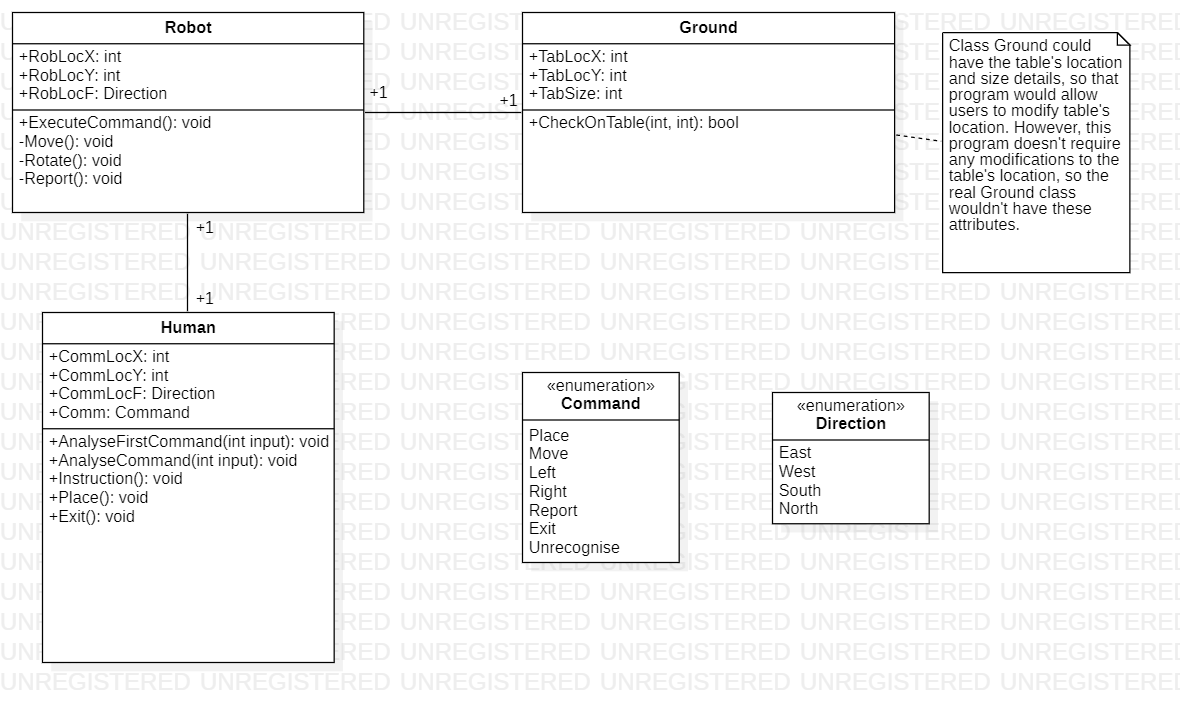 Robot
+RobLocX: int
+RobLocY: int
+RobLocF: Direction
+ExecuteCommand(): void
-Move(): void
-Rotate(): void
-Report(): void
+1
+1
Ground
+TabLocX: int
+TabLocY: int
+TabSize: int
+CheckOnTable(int, int): bool
Class Ground could
have the table's location
and size details, so that
program would allow
users to modify table's
location. However, this
program doesn't require
any modifications to the
table's location, so the
real Ground class
wouldn't have these
attributes.
+1
+1
Human
+CommLocX: int
+CommLocY: int
+CommLocF: Direction
+Comm: Command
+AnalyseFirstCommand(int input): void
+AnalyseCommand(int input): void
+Instruction(): void
+Place(): void
+Exit(): void
«enumeration»
Command
Place
Move
Left
Right
Report
Exit
Unrecognise
«enumeration»
Direction
East
West
South
North
UNREGISTERED UNREGISTERED UNREGISTERED UNREGISTERED UNREGISTERED UNREGISTERED